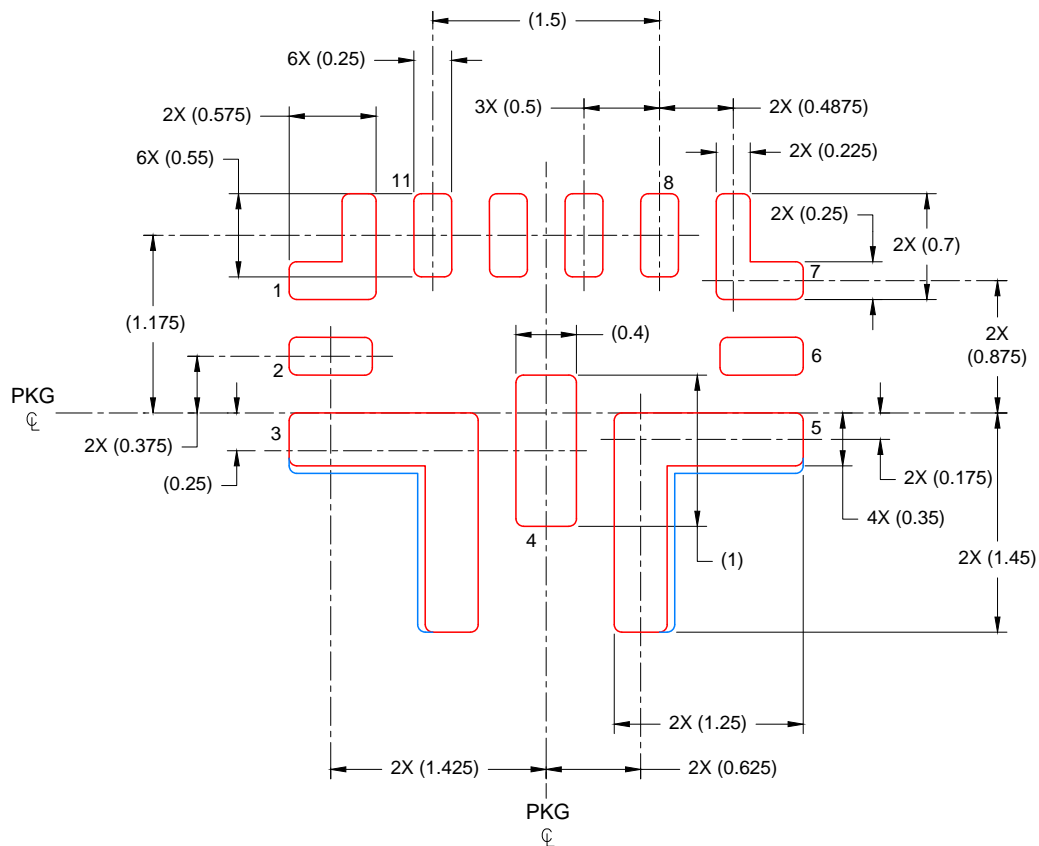 (1.5)
6X (0.25)
3X (0.5)
2X (0.4875)
2X (0.575)
2X (0.225)
6X (0.55)
11
8
2X (0.25)
2X (0.7)
1
7
(1.175)
(0.4)
2X
(0.875)
2
6
PKG
℄
3
5
2X (0.375)
(0.25)
2X (0.175)
4X (0.35)
4
(1)
2X (1.45)
2X (1.25)
2X (1.425)
2X (0.625)
PKG
℄